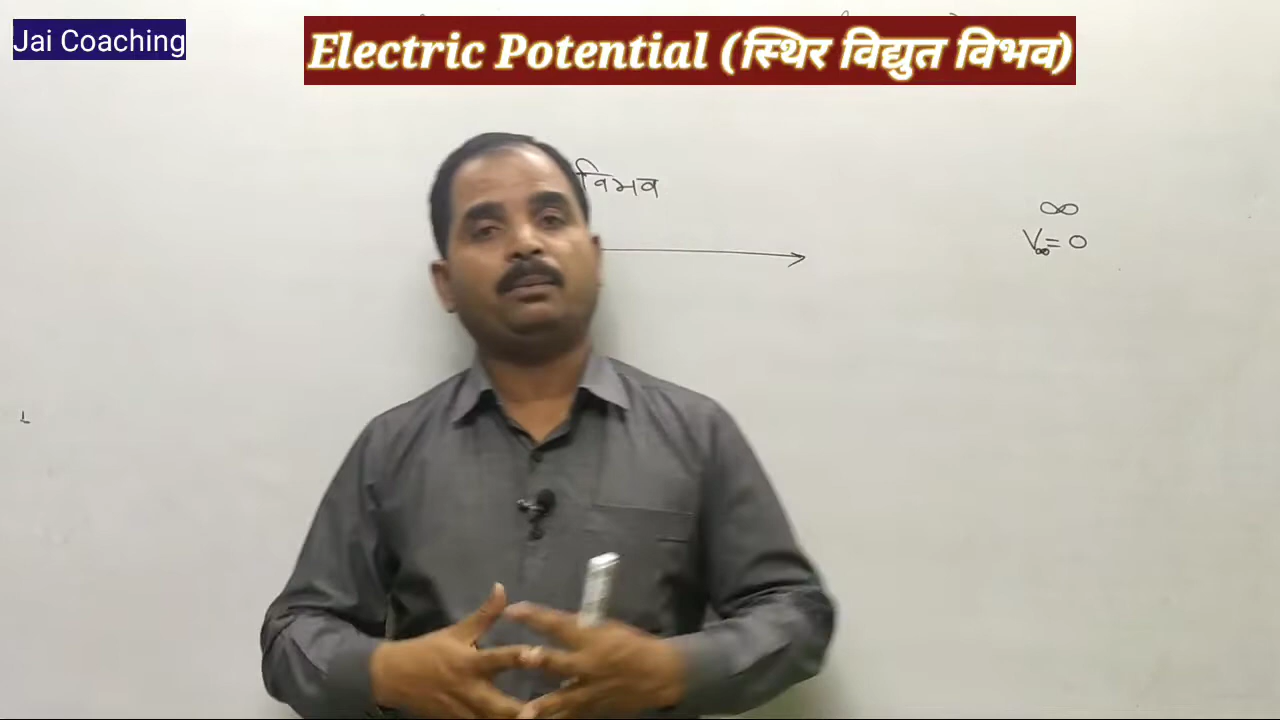 Jai Coaching
Electric Potential (स्थिर विद्युत विभव)
विभव
∞
V∞ = 0